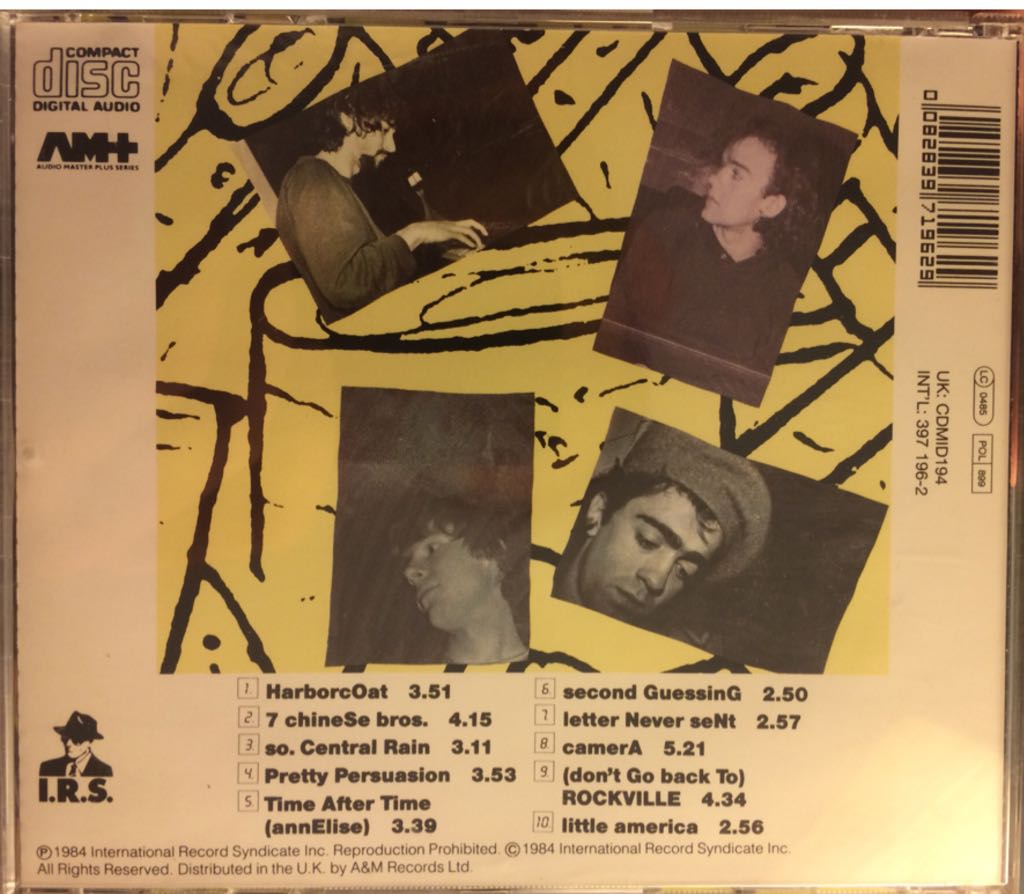 COMPACT
disc
DIGITAL AUDIO
AM+
AUDIO MASTER PLUS SERIES
0 082839 719629
LC 0485
POL 899
UK: CDMID194
INT'L: 397 196-2
1. HarborcOat 3.51
2. 7 chineSe bros. 4.15
3. so. Central Rain 3.11
4. Pretty Persuasion 3.53
5. Time After Time
(annElise) 3.39
6. second GuessinG 2.50
7. letter Never seNt 2.57
8. camerA 5.21
9. (don't Go back To)
ROCKVILLE 4.34
10. little america 2.56
I.R.S.
℗1984 International Record Syndicate Inc. Reproduction Prohibited. ©1984 International Record Syndicate Inc.
All Rights Reserved. Distributed in the U.K. by A&M Records Ltd.